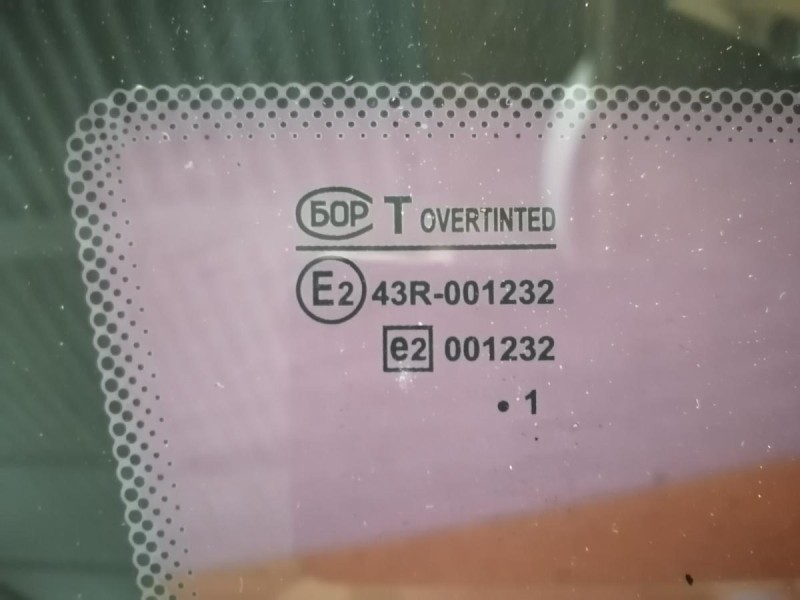 БОР T OVERTINTED
E2 43R-001232
e2 001232
• 1